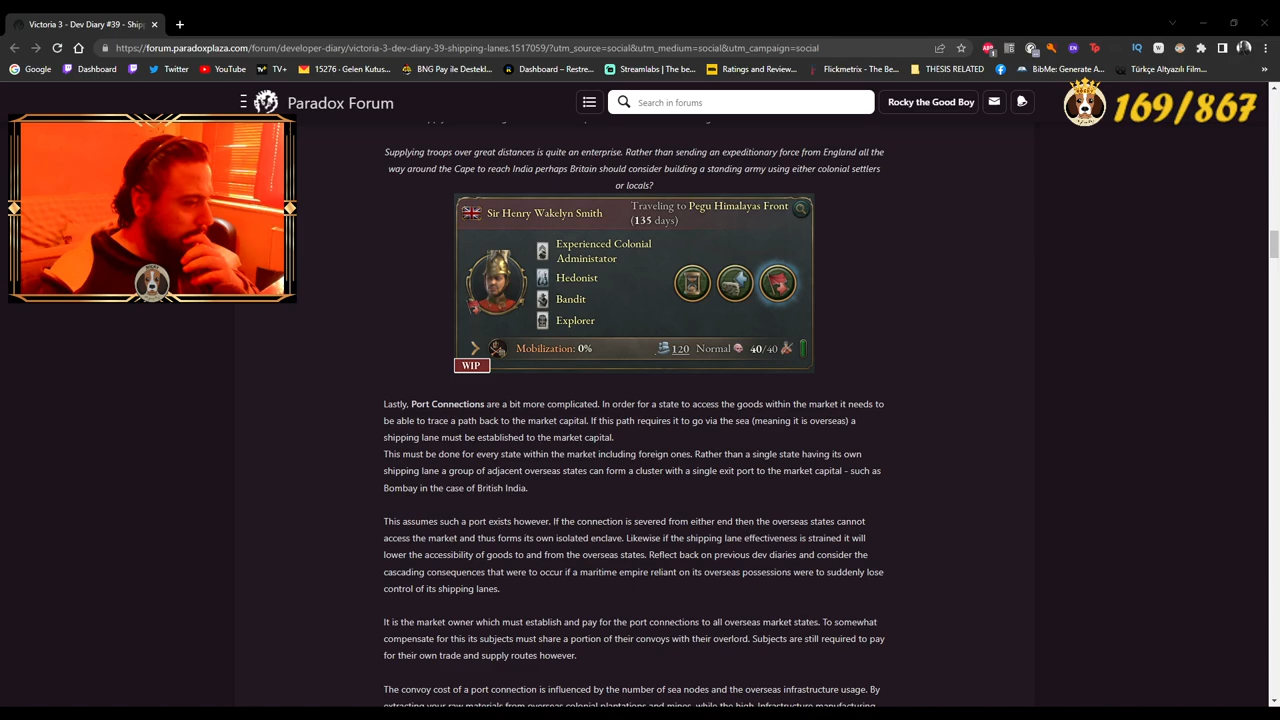 Victoria 3 - Dev Diary #39 - Ship
https://forum.paradoxplaza.com/forum/developer-diary/victoria-3-dev-diary-39-shipping-lanes.1517059/?utm_source=social&utm_medium=social&utm_campaign=social
Google Dashboard Twitter YouTube TV+ 15276 - Gelen Kutus... BNG Pay ile Destekl... Dashboard – Restre... Streamlabs | The be... Ratings and Review... Flickmetrix - The Be... THESIS RELATED BibMe: Generate A... Türkçe Altyazılı Film...
Paradox Forum
Search in forums
Rocky the Good Boy
169/867
Supplying troops over great distances is quite an enterprise. Rather than sending an expeditionary force from England all the
way around the Cape to reach India perhaps Britain should consider building a standing army using either colonial settlers
or locals?
Sir Henry Wakelyn Smith
Traveling to Pegu Himalayas Front
(135 days)
Experienced Colonial
Administator
Hedonist
Bandit
Explorer
Mobilization: 0% 120 Normal 40/40
WIP
Lastly, Port Connections are a bit more complicated. In order for a state to access the goods within the market it needs to
be able to trace a path back to the market capital. If this path requires it to go via the sea (meaning it is overseas) a
shipping lane must be established to the market capital.
This must be done for every state within the market including foreign ones. Rather than a single state having its own
shipping lane a group of adjacent overseas states can form a cluster with a single exit port to the market capital - such as
Bombay in the case of British India.
This assumes such a port exists however. If the connection is severed from either end then the overseas states cannot
access the market and thus forms its own isolated enclave. Likewise if the shipping lane effectiveness is strained it will
lower the accessibility of goods to and from the overseas states. Reflect back on previous dev diaries and consider the
cascading consequences that were to occur if a maritime empire reliant on its overseas possessions were to suddenly lose
control of its shipping lanes.
It is the market owner which must establish and pay for the port connections to all overseas market states. To somewhat
compensate for this its subjects must share a portion of their convoys with their overlord. Subjects are still required to pay
for their own trade and supply routes however.
The convoy cost of a port connection is influenced by the number of sea nodes and the overseas infrastructure usage. By
extracting your raw materials from overseas colonial plantations and mines, while the high-Infrastructure manufacturing